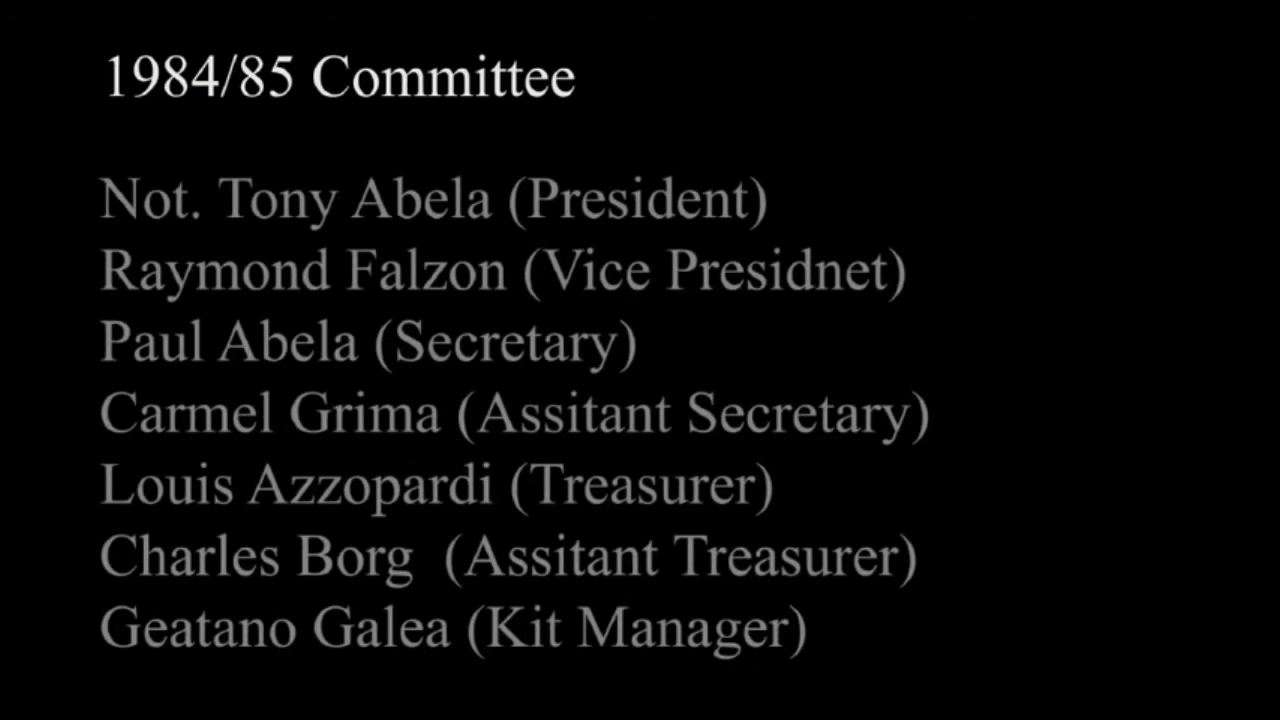 1984/85 Committee
Not. Tony Abela (President)
Raymond Falzon (Vice Presidnet)
Paul Abela (Secretary)
Carmel Grima (Assitant Secretary)
Louis Azzopardi (Treasurer)
Charles Borg  (Assitant Treasurer)
Geatano Galea (Kit Manager)